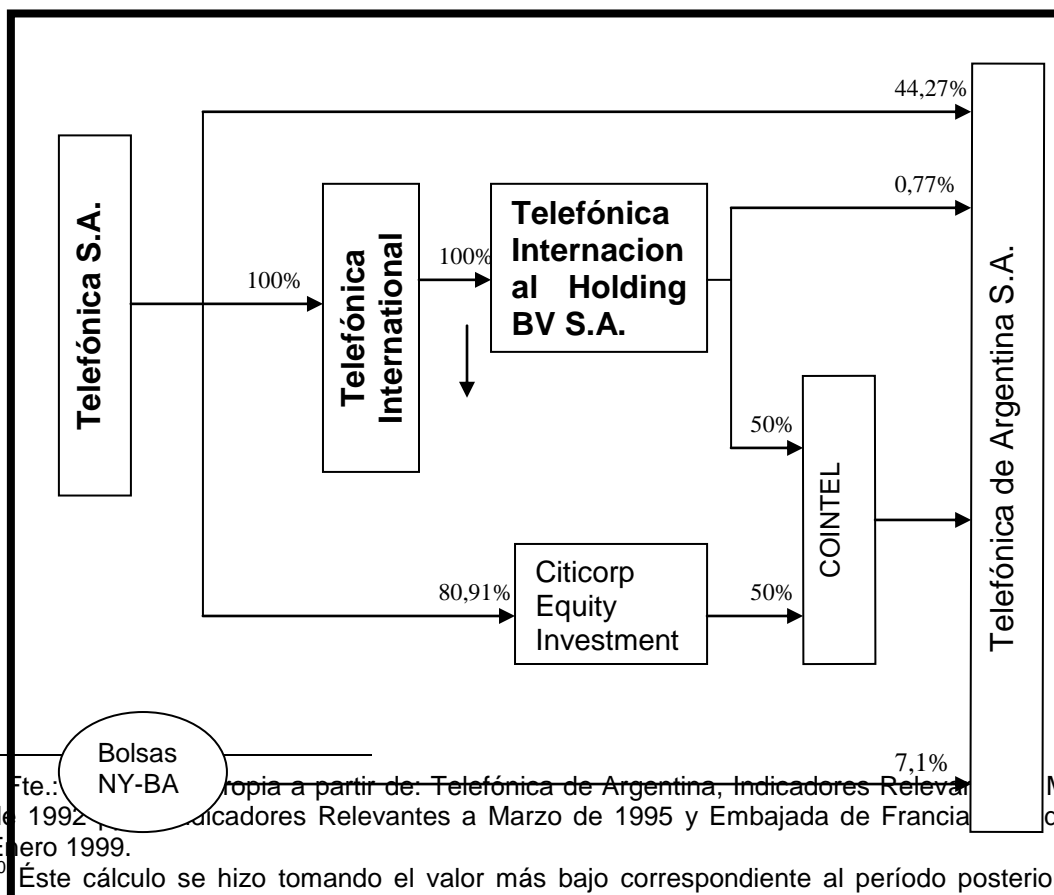 44,27%
0,77%
Telefónica S.A.
100%
Telefónica
International
100%
Telefónica
Internacion
al Holding
BV S.A.
50%
COINTEL
Telefónica de Argentina S.A.
80,91%
Citicorp
Equity
Investment
50%
Bolsas
NY-BA
7,1%
Fte.: ropia a partir de: Telefónica de Argentina, Indicadores
de 1992 Indicadores Relevantes a Marzo de 1995 y Embajada de Francia
Enero 1999.
Éste cálculo se hizo tomando el valor más bajo correspondiente al período posterio